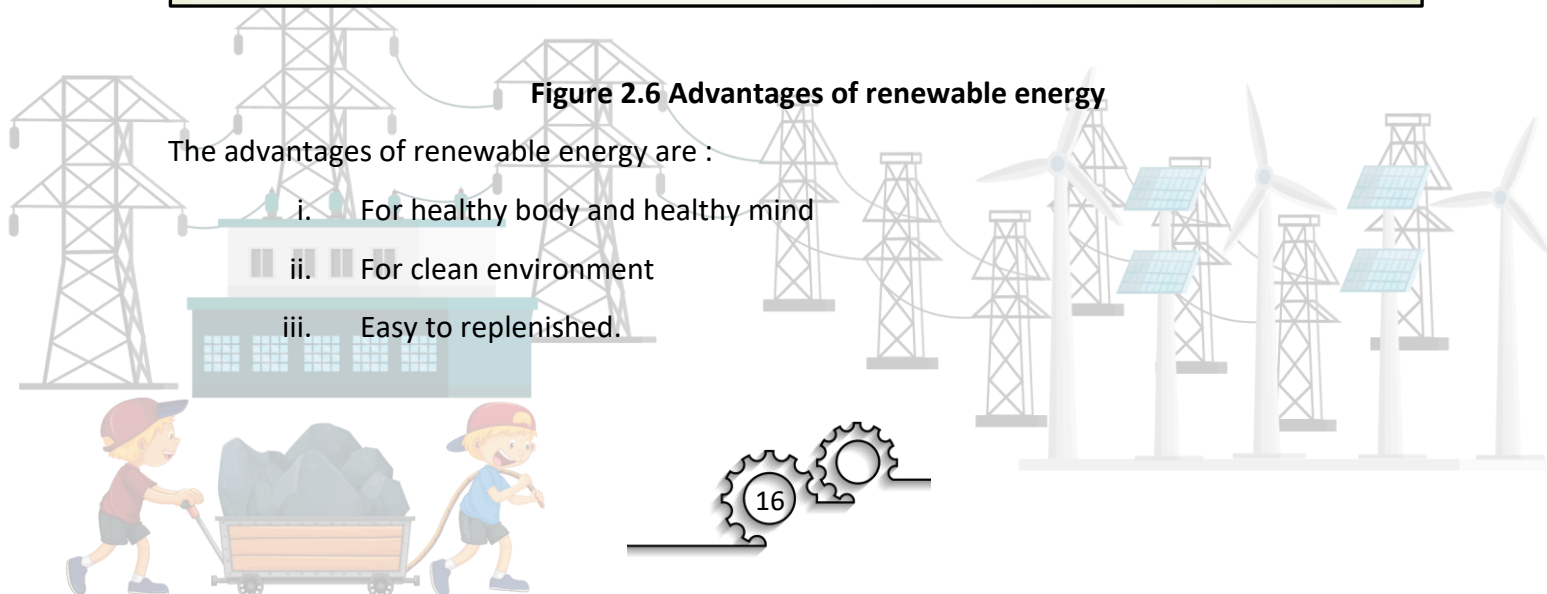 Figure 2.6 Advantages of renewable energy
The advantages of renewable energy are :
i. For healthy body and healthy mind
ii. For clean environment
iii. Easy to replenished.
16